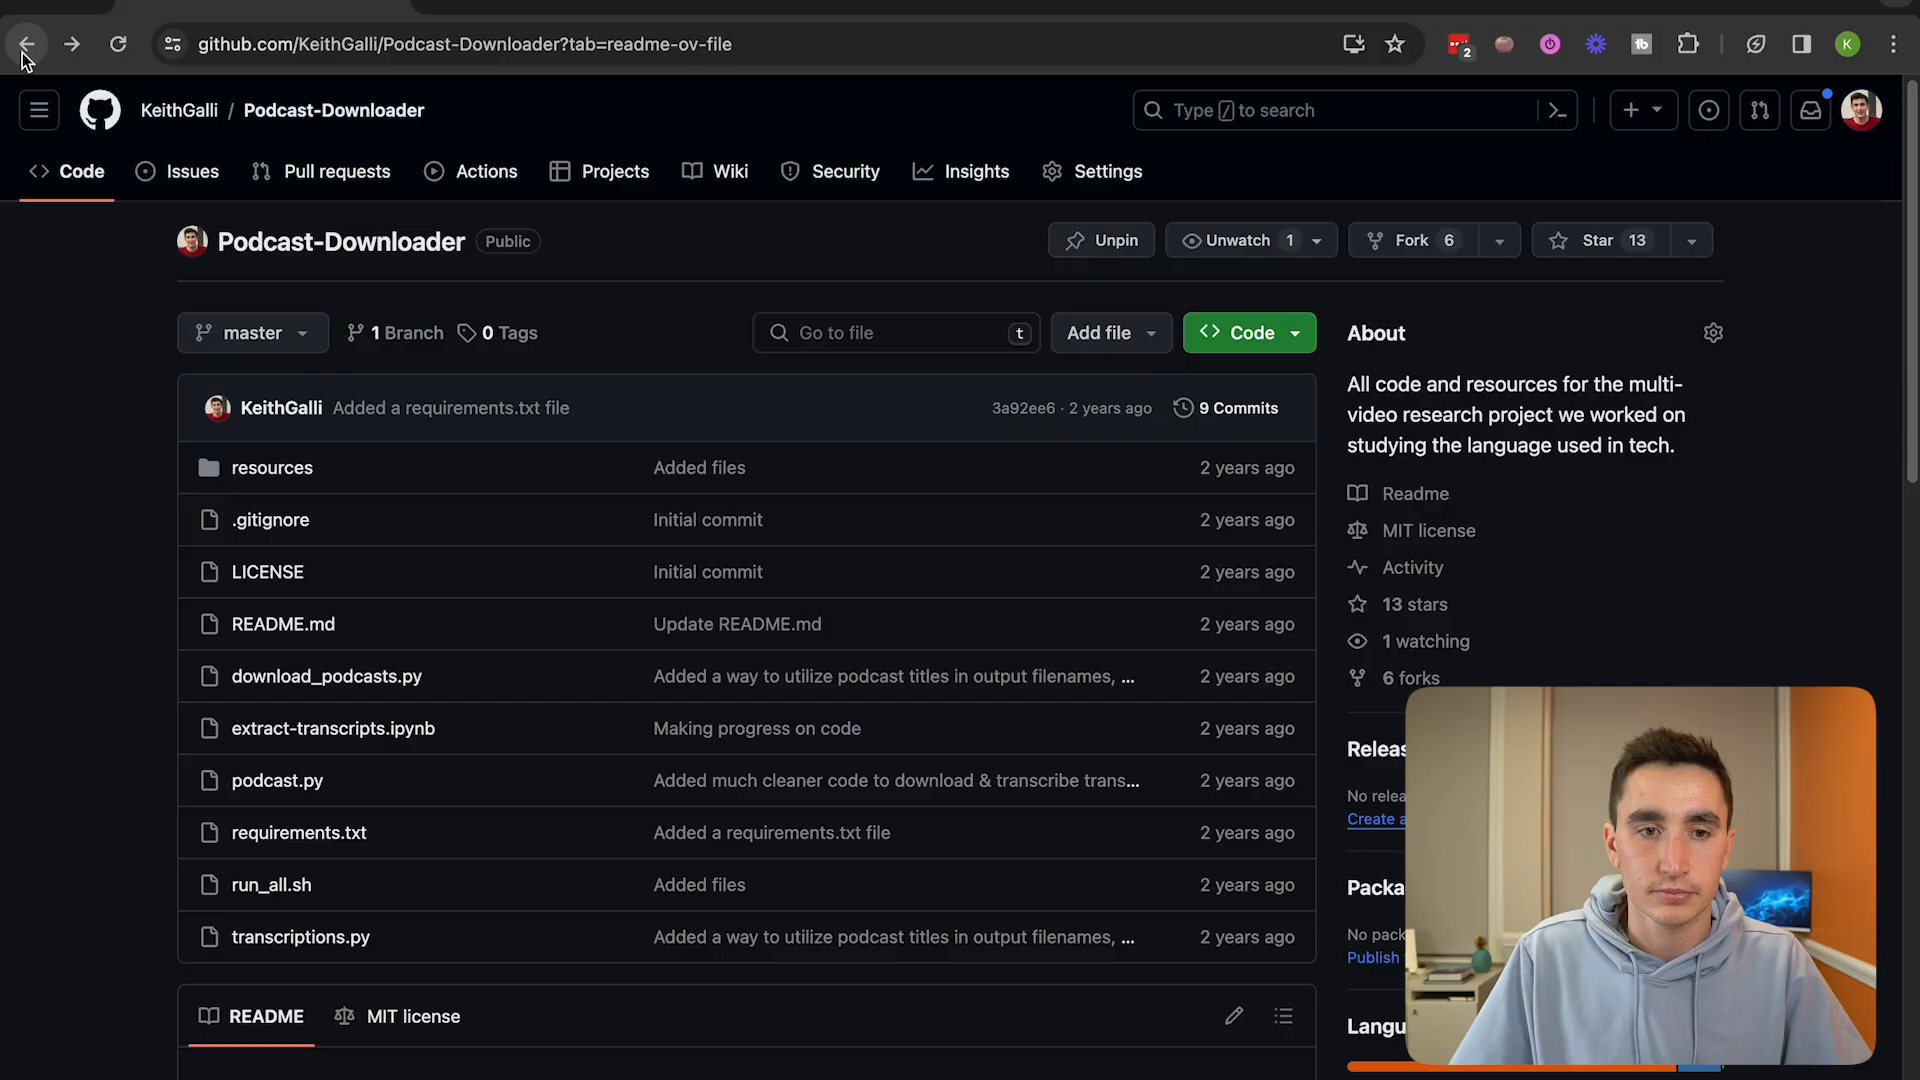 github.com/KeithGalli/Podcast-Downloader?tab=readme-ov-file
2
K
KeithGalli / Podcast-Downloader
Type / to search
Code
Issues
Pull requests
Actions
Projects
Wiki
Security
Insights
Settings
Podcast-Downloader
Public
Unpin
Unwatch 1
Fork 6
Star 13
master
1 Branch
0 Tags
Go to file
t
Add file
Code
KeithGalli Added a requirements.txt file
3a92ee6 · 2 years ago
9 Commits
resources Added files 2 years ago
.gitignore Initial commit 2 years ago
LICENSE Initial commit 2 years ago
README.md Update README.md 2 years ago
download_podcasts.py Added a way to utilize podcast titles in output filenames, ... 2 years ago
extract-transcripts.ipynb Making progress on code 2 years ago
podcast.py Added much cleaner code to download & transcribe trans... 2 years ago
requirements.txt Added a requirements.txt file 2 years ago
run_all.sh Added files 2 years ago
transcriptions.py Added a way to utilize podcast titles in output filenames, ... 2 years ago
README
MIT license
About
All code and resources for the multi-
video research project we worked on
studying the language used in tech.
Readme
MIT license
Activity
13 stars
1 watching
6 forks
Releas
No relea
Create a
Packa
No pack
Publish
Langu